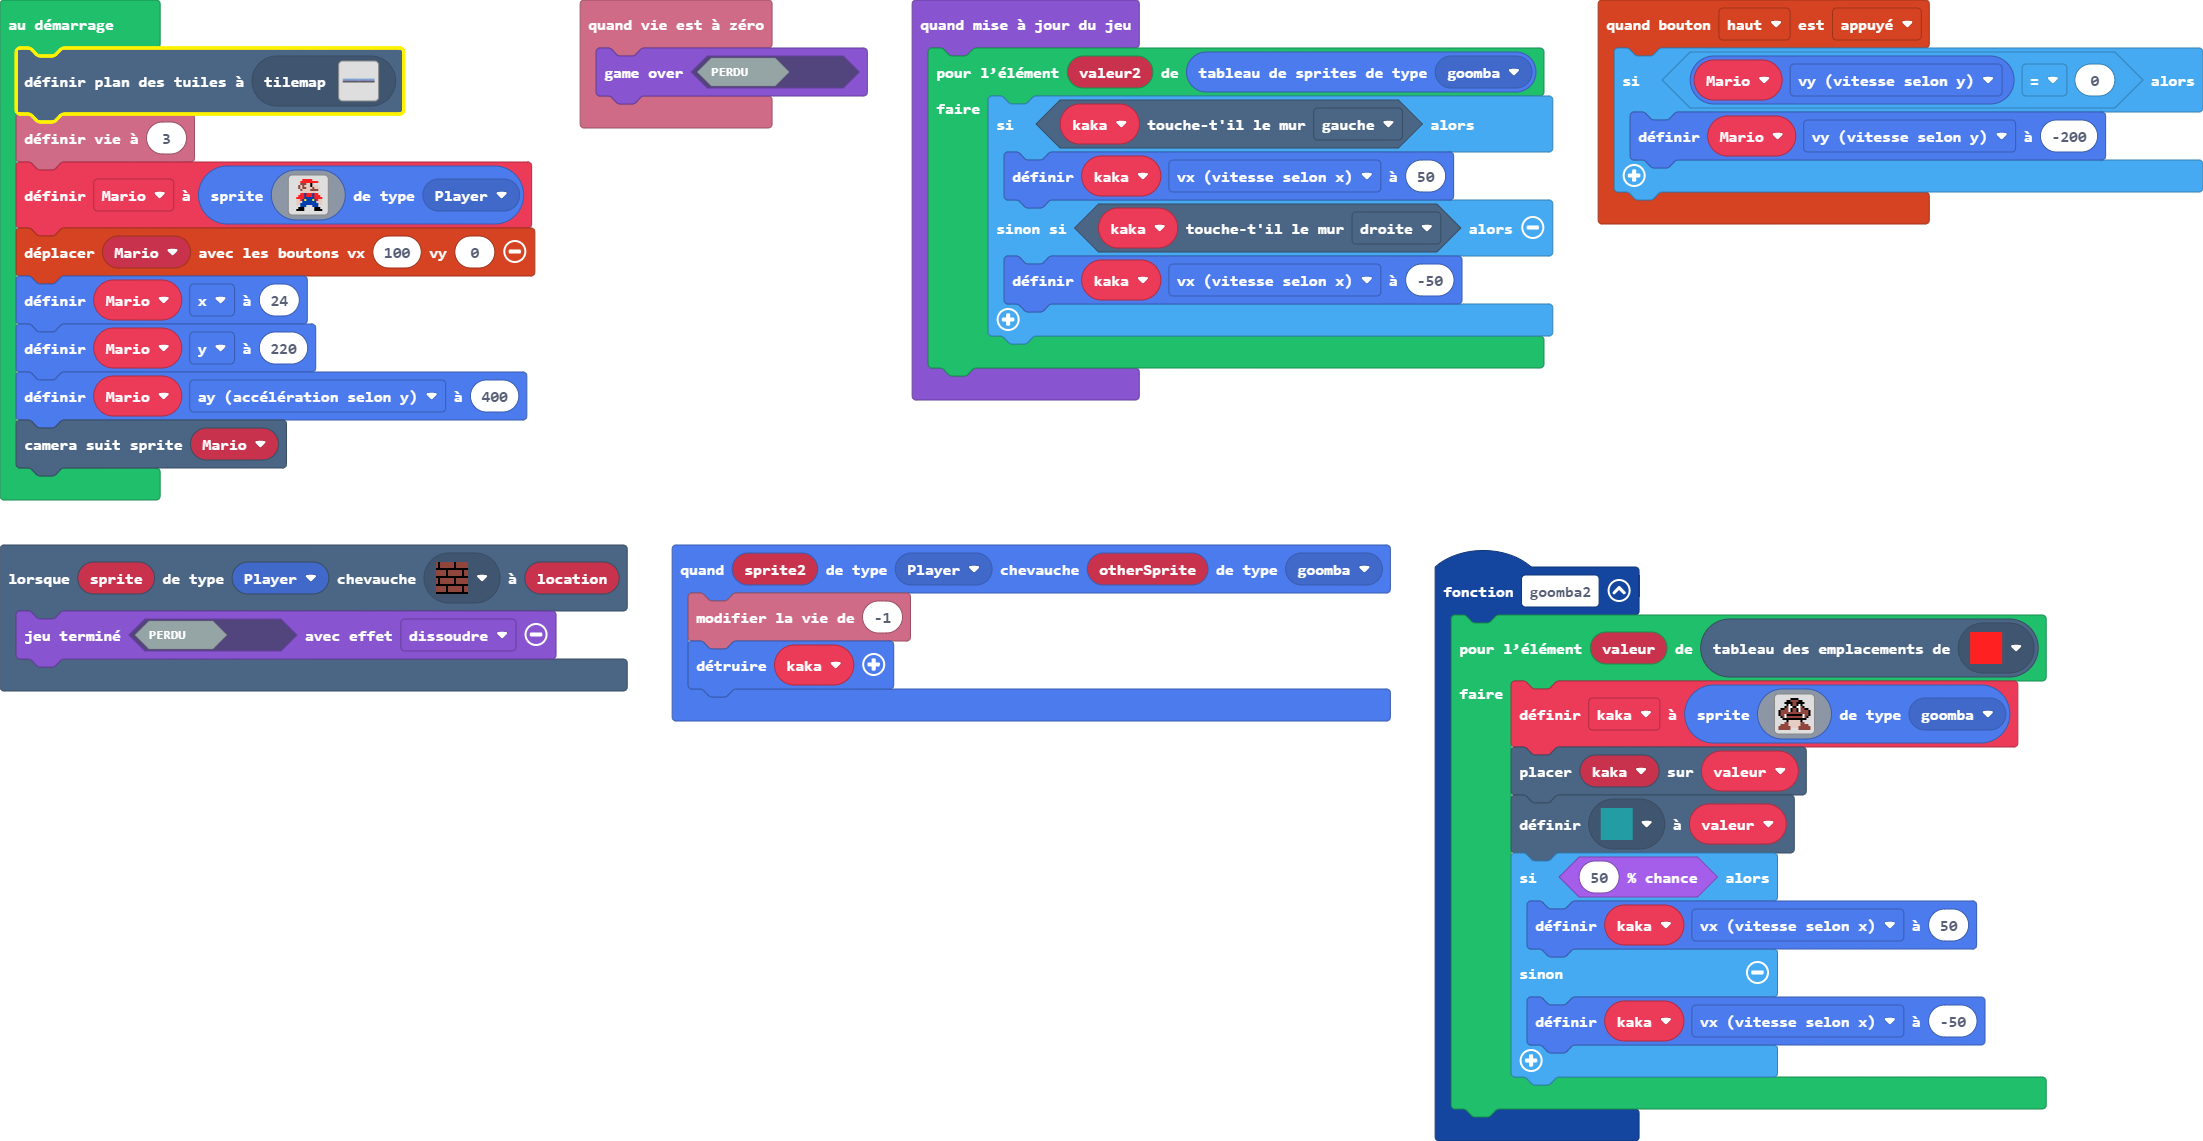 au démarrage
définir plan des tuiles à tilemap
définir vie à 3
définir Mario à sprite de type Player
déplacer Mario avec les boutons vx 100 vy 0
définir Mario x à 24
définir Mario y à 220
définir Mario ay (accélération selon y) à 400
camera suit sprite Mario
quand vie est à zéro
game over PERDU
quand mise à jour du jeu
pour l'élément valeur2 de tableau de sprites de type goomba
faire
si kaka touche-t'il le mur gauche alors
définir kaka vx (vitesse selon x) à 50
sinon si kaka touche-t'il le mur droite alors
définir kaka vx (vitesse selon x) à -50
quand bouton haut est appuyé
si Mario vy (vitesse selon y) = 0 alors
définir Mario vy (vitesse selon y) à -200
lorsque sprite de type Player chevauche à location
jeu terminé PERDU avec effet dissoudre
quand sprite2 de type Player chevauche otherSprite de type goomba
modifier la vie de -1
détruire kaka
fonction goomba2
pour l'élément valeur de tableau des emplacements de
faire
définir kaka à sprite de type goomba
placer kaka sur valeur
définir à valeur
si 50 % chance alors
définir kaka vx (vitesse selon x) à 50
sinon
définir kaka vx (vitesse selon x) à -50